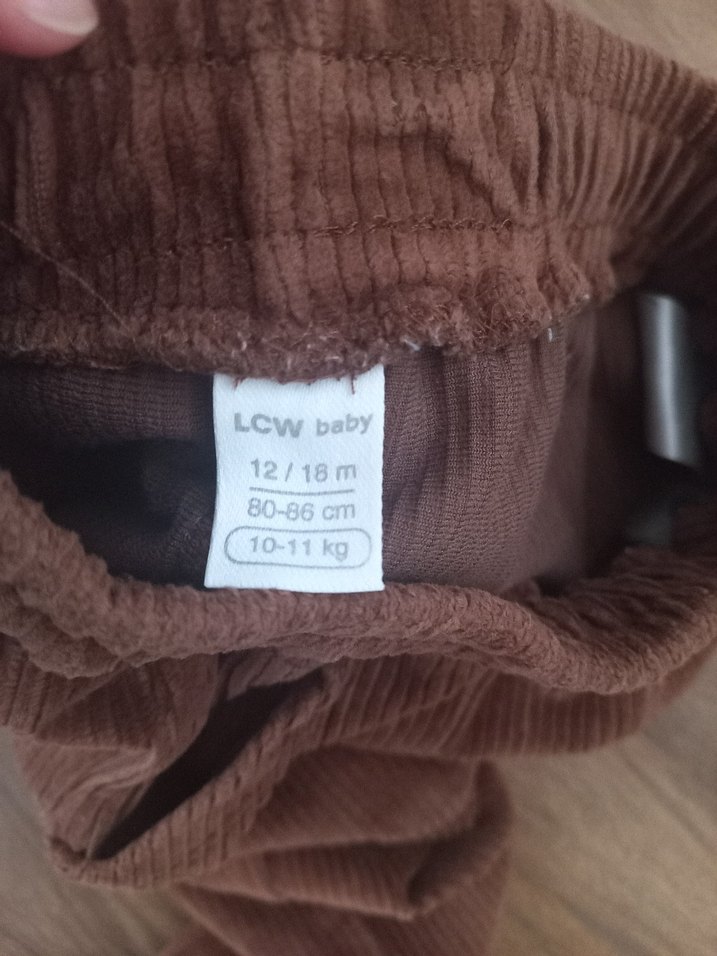 LCW baby
12 / 18 m
80-86 cm
10-11 kg